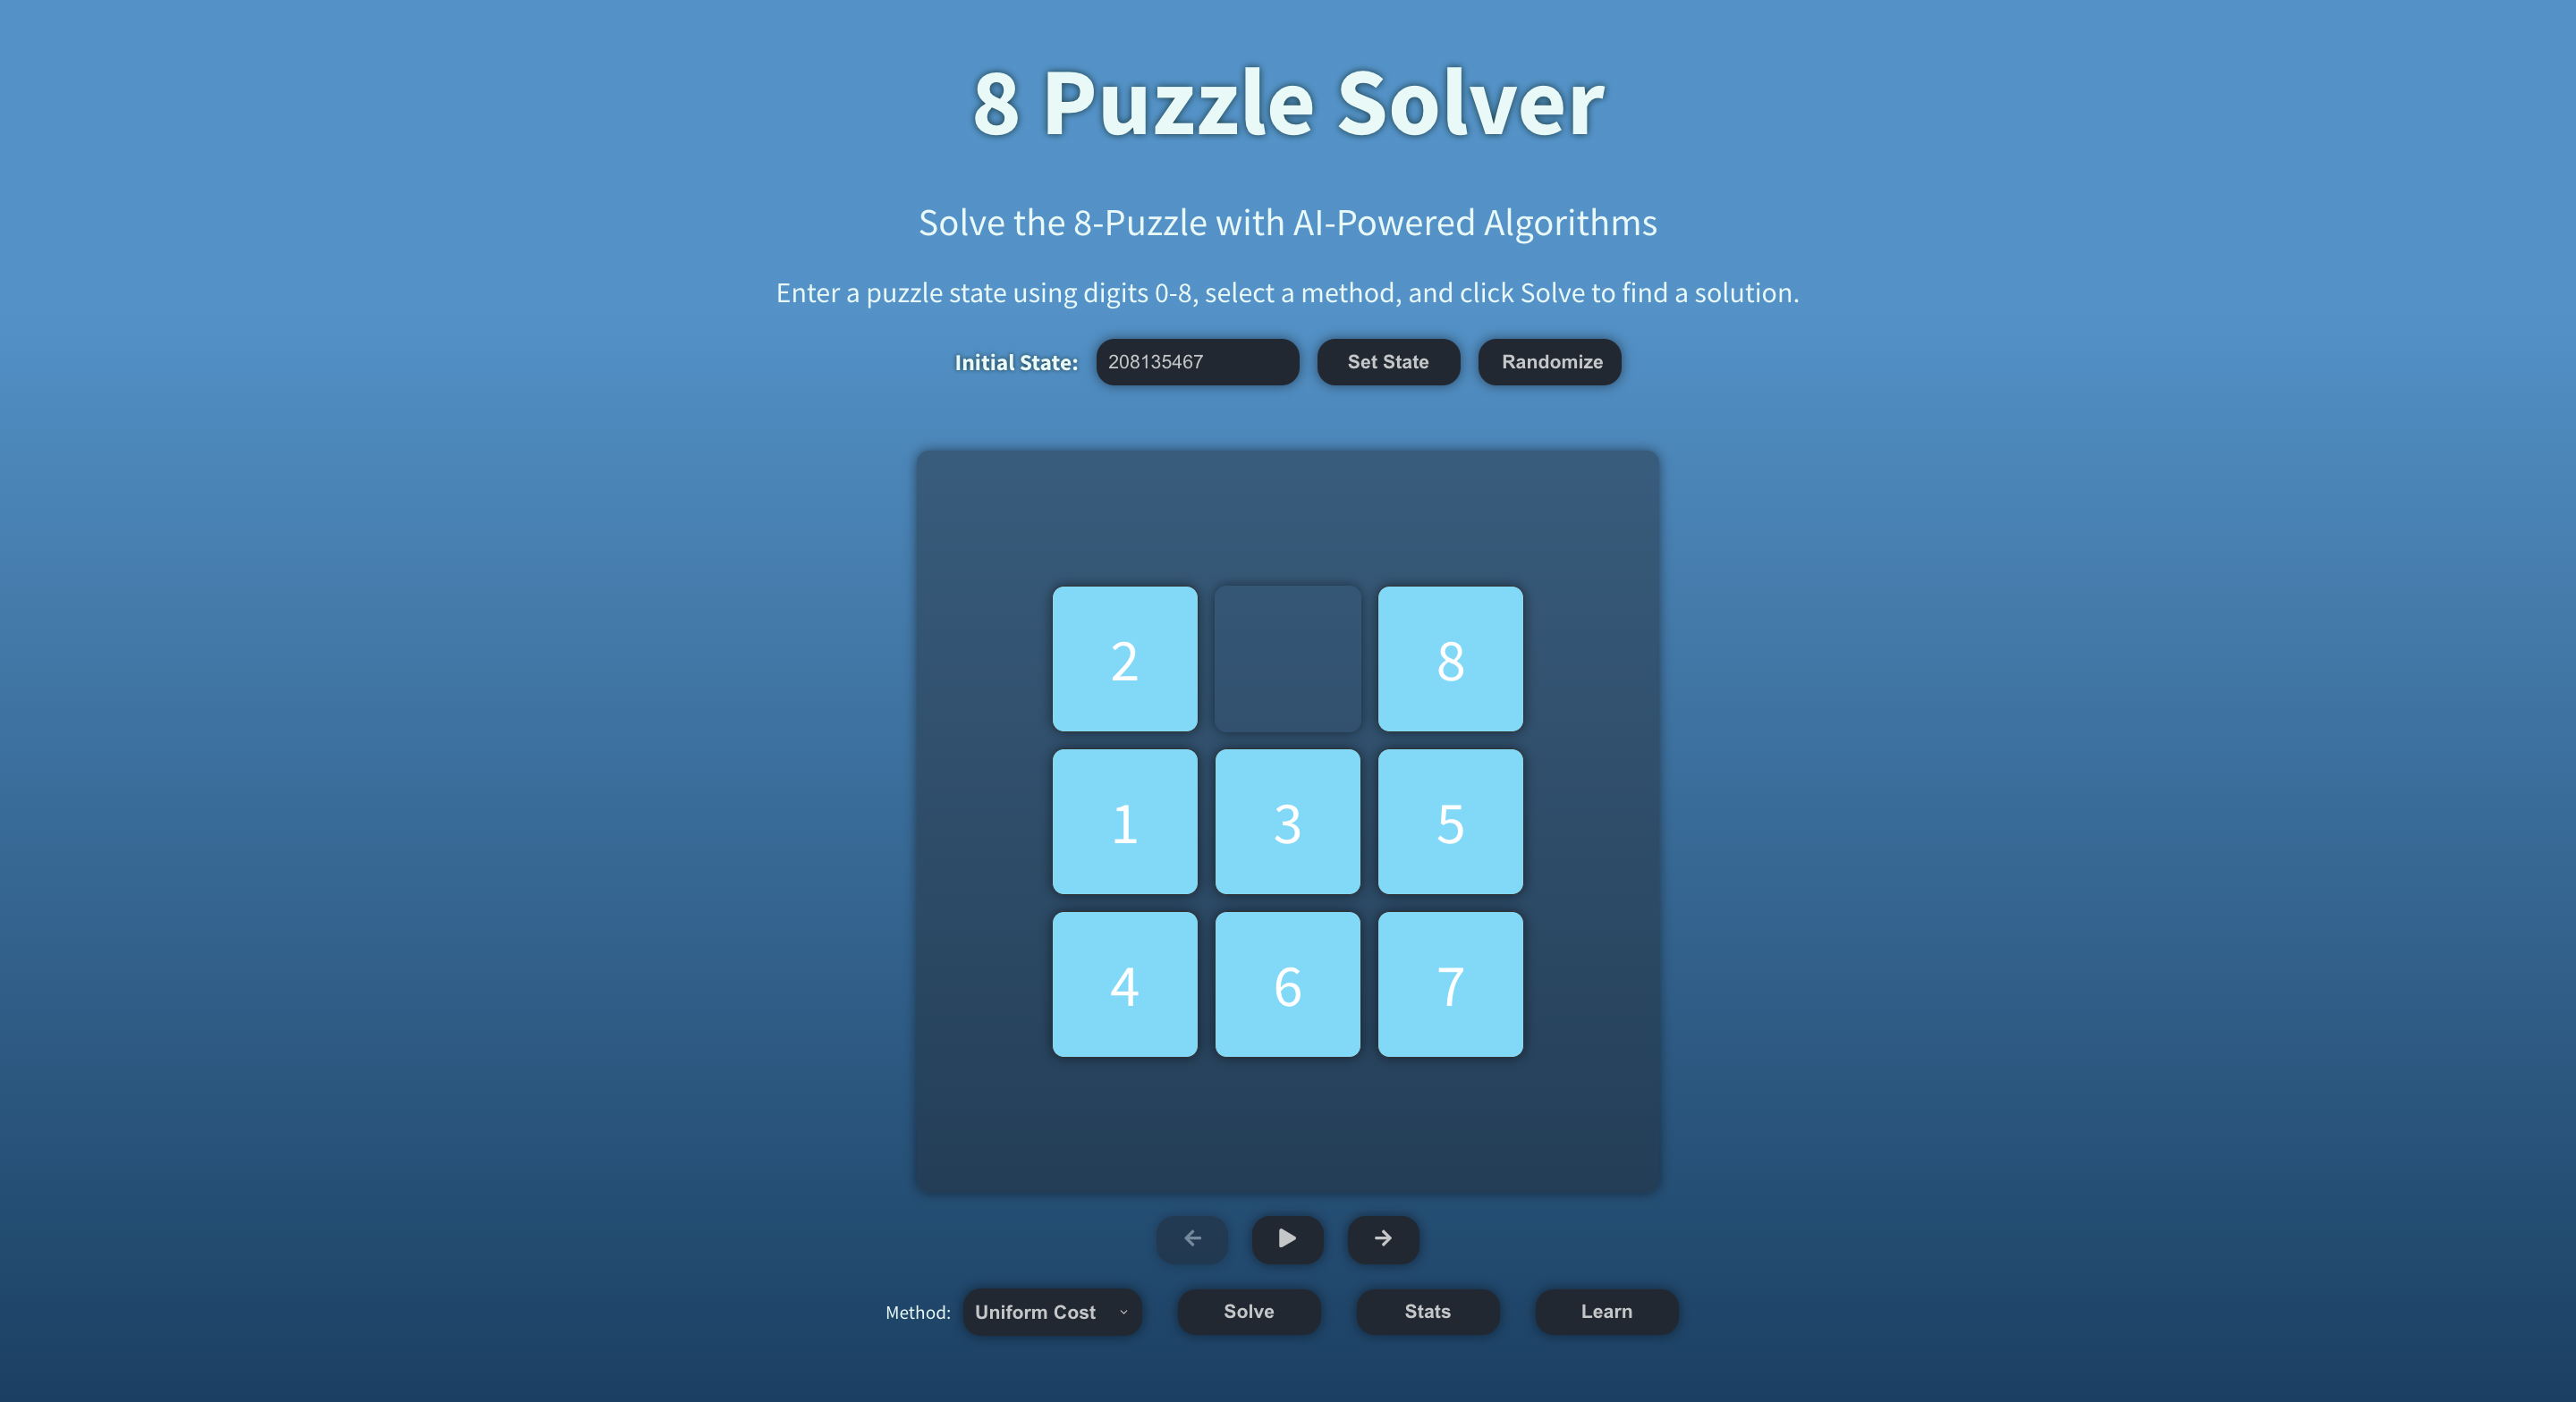 8 Puzzle Solver
Solve the 8-Puzzle with AI-Powered Algorithms
Enter a puzzle state using digits 0-8, select a method, and click Solve to find a solution.
Initial State: 208135467 Set State Randomize
2 8
1 3 5
4 6 7
Method: Uniform Cost Solve Stats Learn